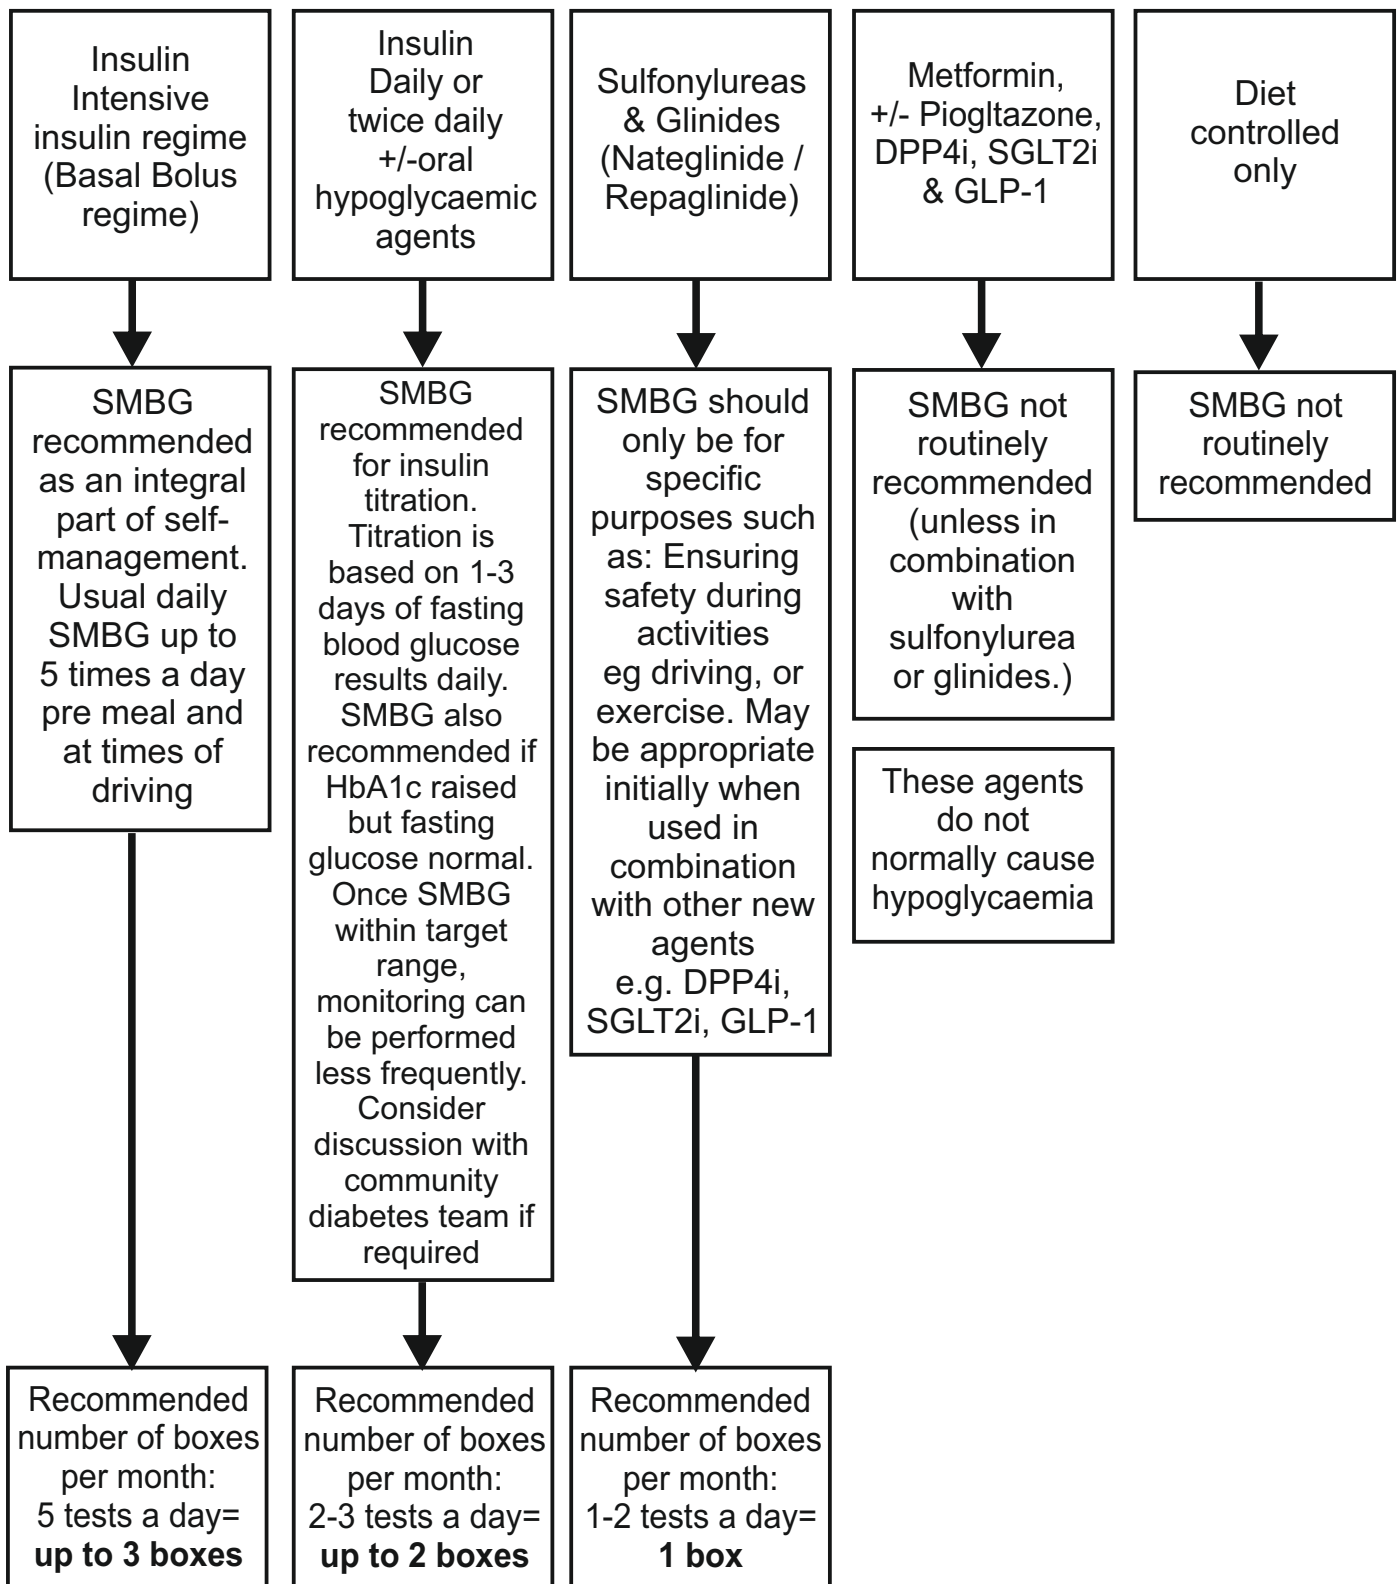 Insulin
Intensive
insulin regime
(Basal Bolus
regime)
Insulin
Daily or
twice daily
+/-oral
hypoglycaemic
agents
Sulfonylureas
& Glinides
(Nateglinide /
Repaglinide)
Metformin,
+/- Piogltazone,
DPP4i, SGLT2i
& GLP-1
Diet
controlled
only
SMBG
recommended
as an integral
part of self-
management.
Usual daily
SMBG up to
5 times a day
pre meal and
at times of
driving
SMBG
recommended
for insulin
titration.
Titration is
based on 1-3
days of fasting
blood glucose
results daily.
SMBG also
recommended if
HbA1c raised
but fasting
glucose normal.
Once SMBG
within target
range,
monitoring can
be performed
less frequently.
Consider
discussion with
community
diabetes team if
required
SMBG should
only be for
specific
purposes such
as: Ensuring
safety during
activities
eg driving, or
exercise. May
be appropriate
initially when
used in
combination
with other new
agents
e.g. DPP4i,
SGLT2i, GLP-1
SMBG not
routinely
recommended
(unless in
combination
with
sulfonylurea
or glinides.)
These agents
do not
normally cause
hypoglycaemia
SMBG not
routinely
recommended
Recommended
number of boxes
per month:
5 tests a day=
up to 3 boxes
Recommended
number of boxes
per month:
2-3 tests a day=
up to 2 boxes
Recommended
number of boxes
per month:
1-2 tests a day=
1 box